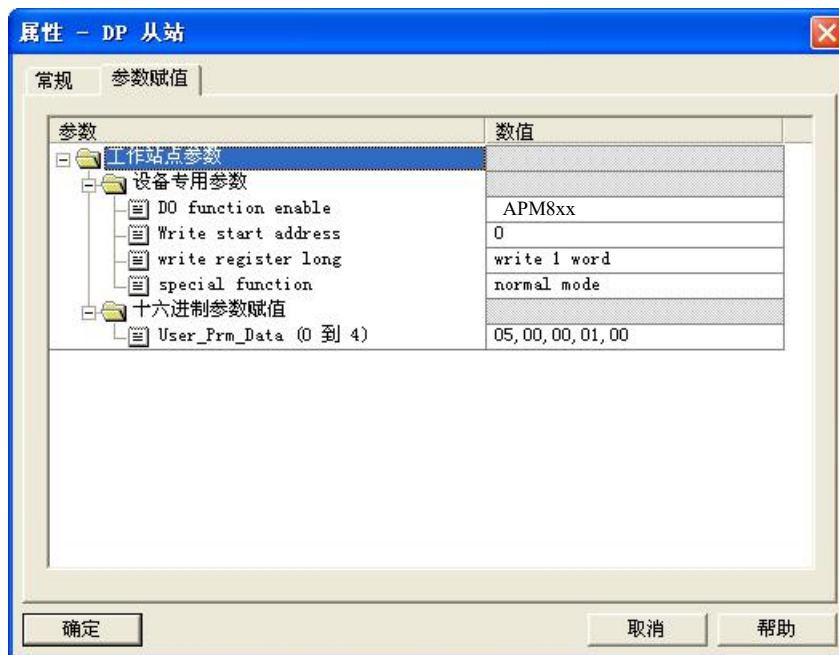 属性 - DP 从站
常规 参数赋值
参数 数值
工作站点参数
设备专用参数
DO function enable APM8xx
Write start address 0
write register long write 1 word
special function normal mode
十六进制参数赋值
User_Prm_Data (0 到 4) 05,00,00,01,00
确定 取消 帮助